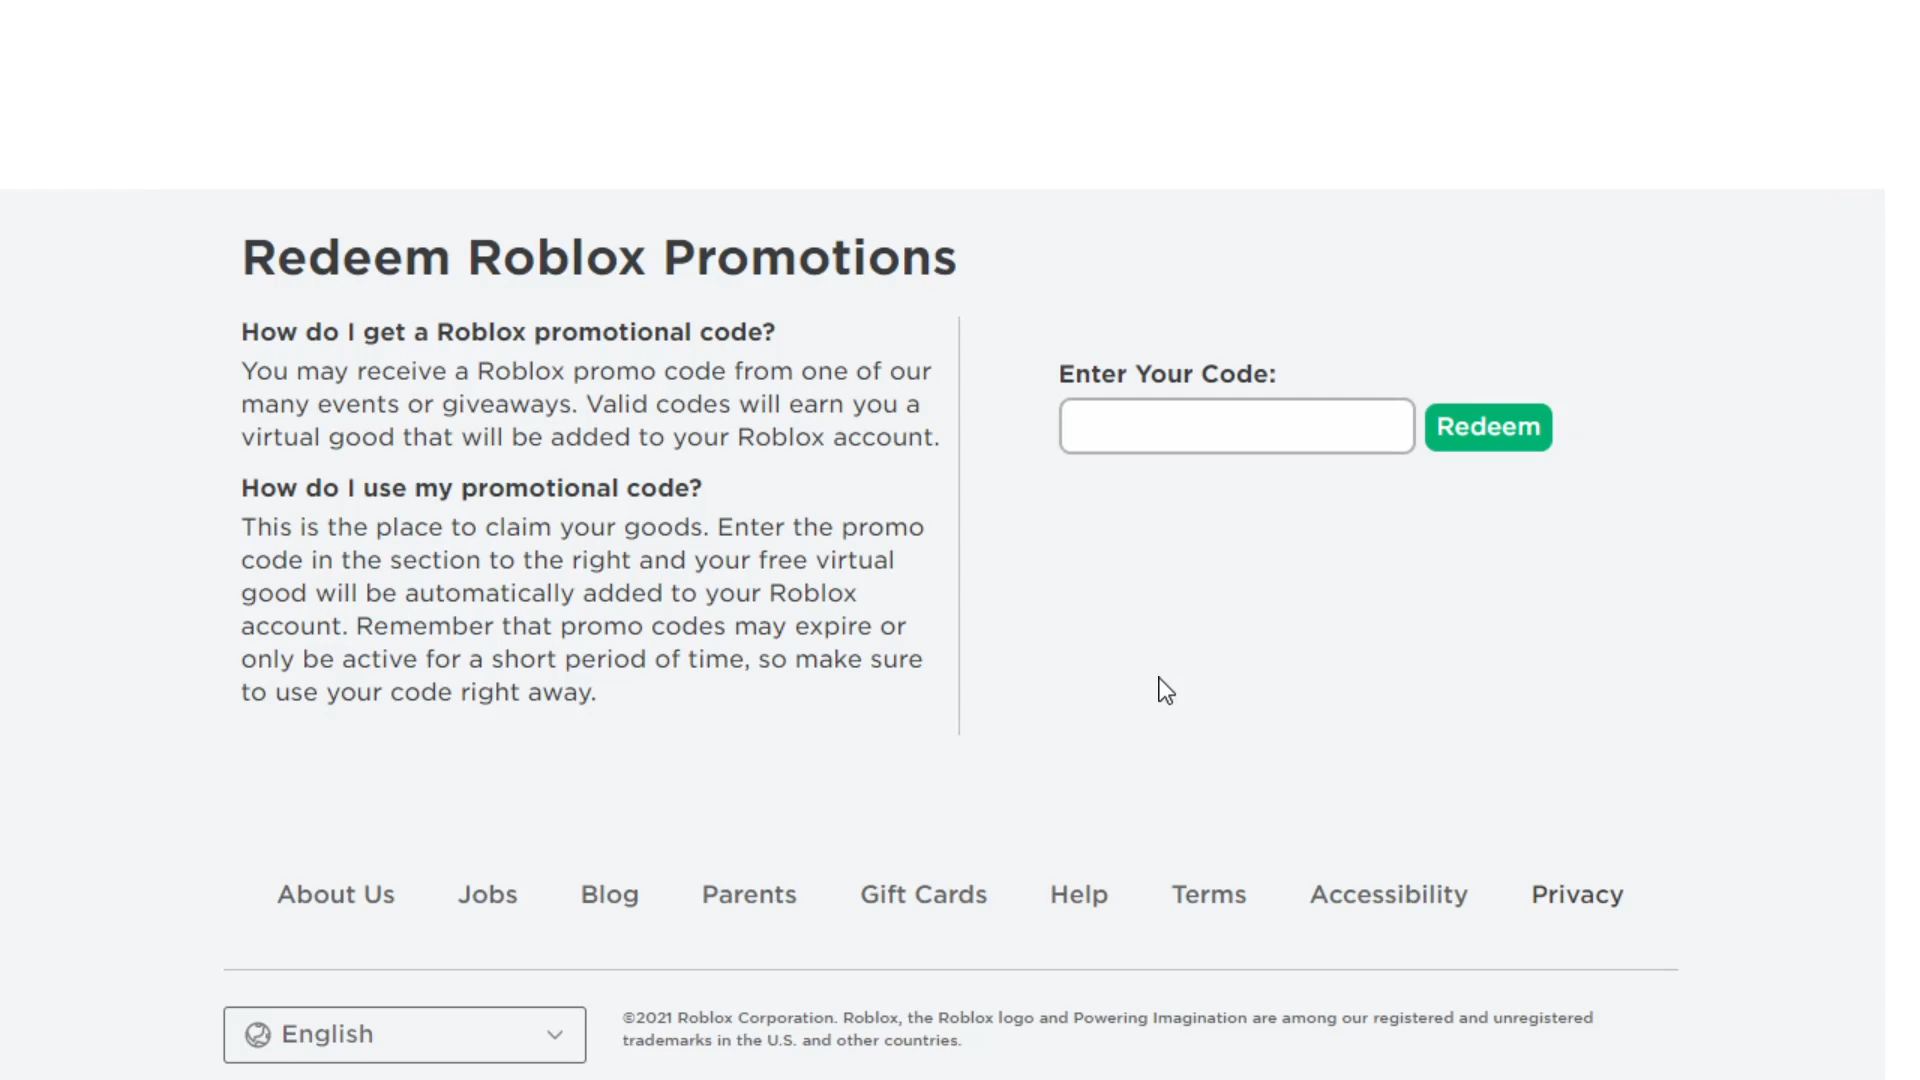 Redeem Roblox Promotions
How do I get a Roblox promotional code?
You may receive a Roblox promo code from one of our
many events or giveaways. Valid codes will earn you a
virtual good that will be added to your Roblox account.
How do I use my promotional code?
This is the place to claim your goods. Enter the promo
code in the section to the right and your free virtual
good will be automatically added to your Roblox
account. Remember that promo codes may expire or
only be active for a short period of time, so make sure
to use your code right away.
Enter Your Code:
Redeem
About Us Jobs Blog Parents Gift Cards Help Terms Accessibility Privacy
English
©2021 Roblox Corporation. Roblox, the Roblox logo and Powering Imagination are among our registered and unregistered
trademarks in the U.S. and other countries.